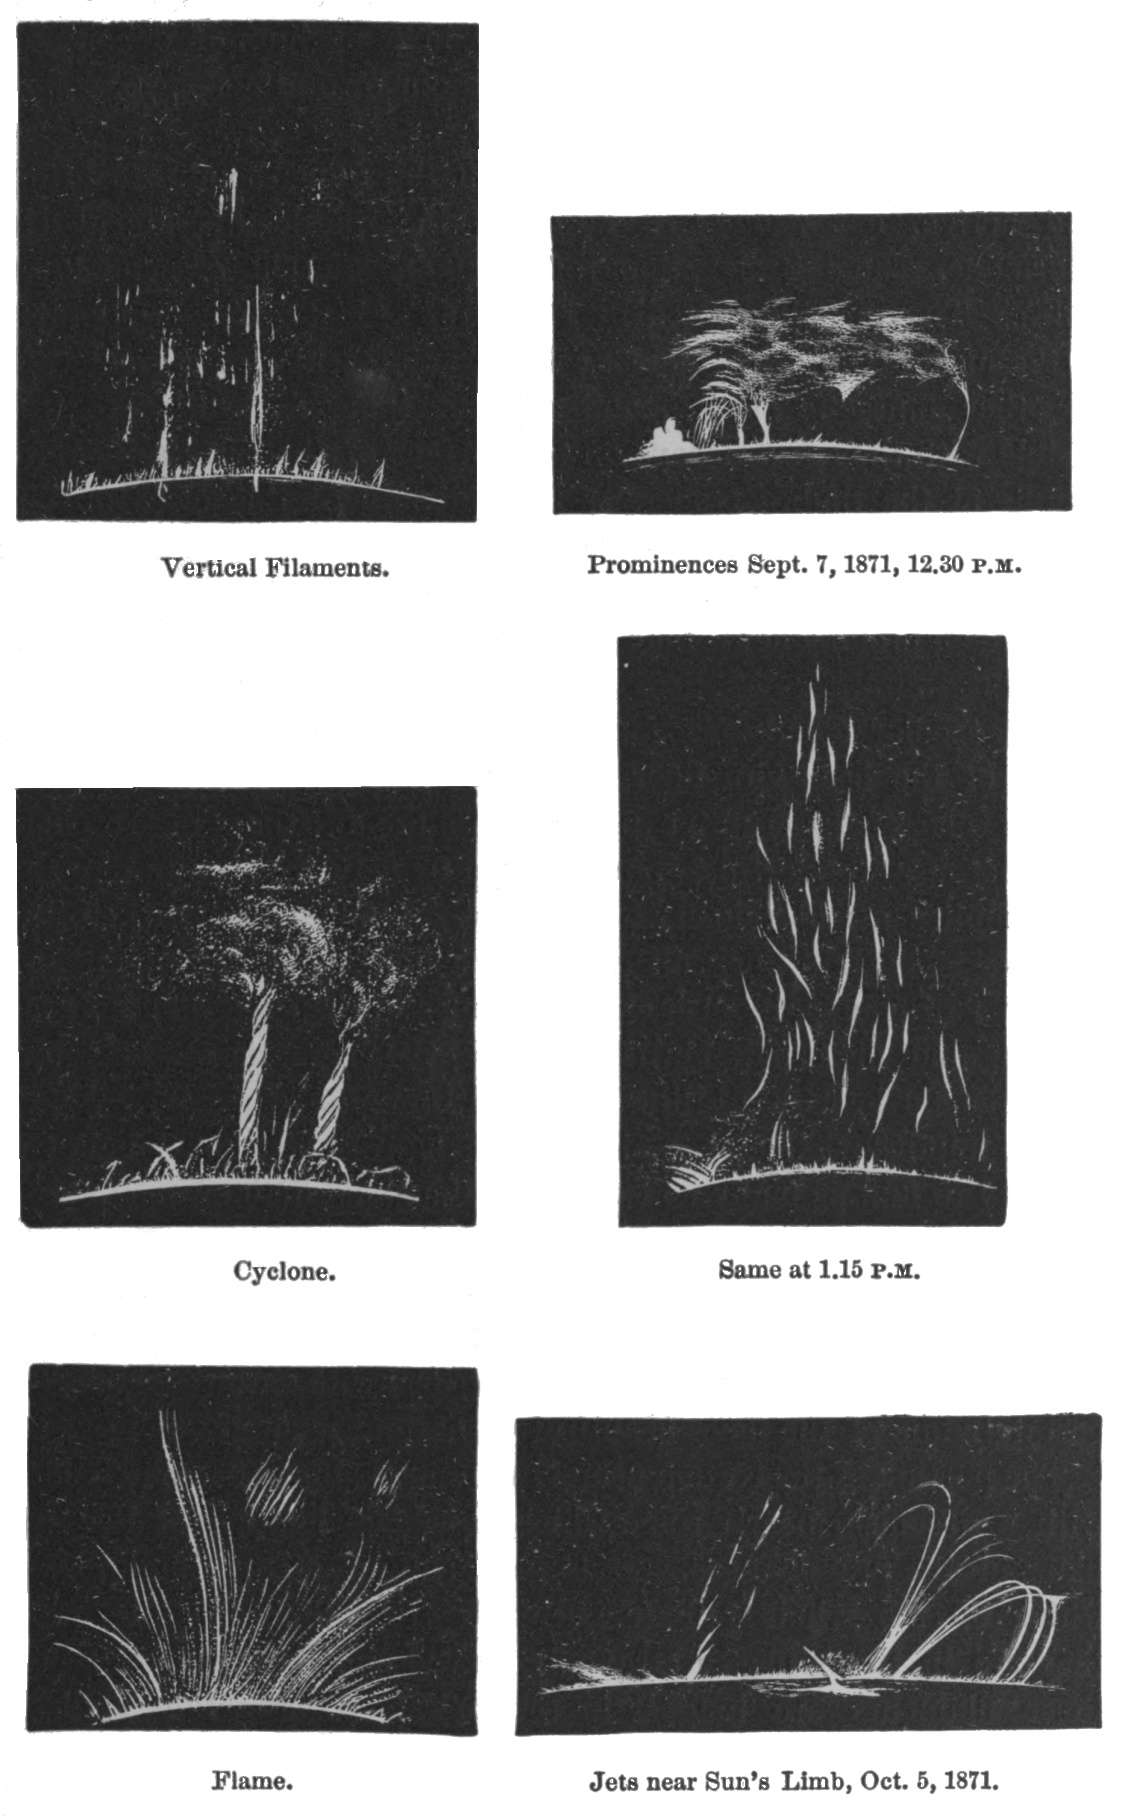 Vertical Filaments.
Prominences Sept. 7, 1871, 12.30 P.M.
Cyclone.
Same at 1.15 P.M.
Flame.
Jets near Sun's Limb, Oct. 5, 1871.